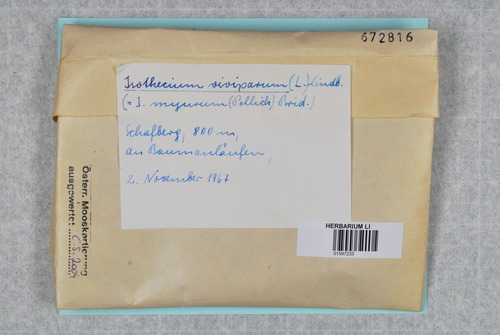 672816
Isothecium viviparum (L.) Lindb.
(= I. myurum (Pollich) Brid.)
Schafberg, 800 m,
an Baumanläufen,
2. November 1967
HERBARIUM LI
01597233
Österr. Mooskartierung
ausgewertet